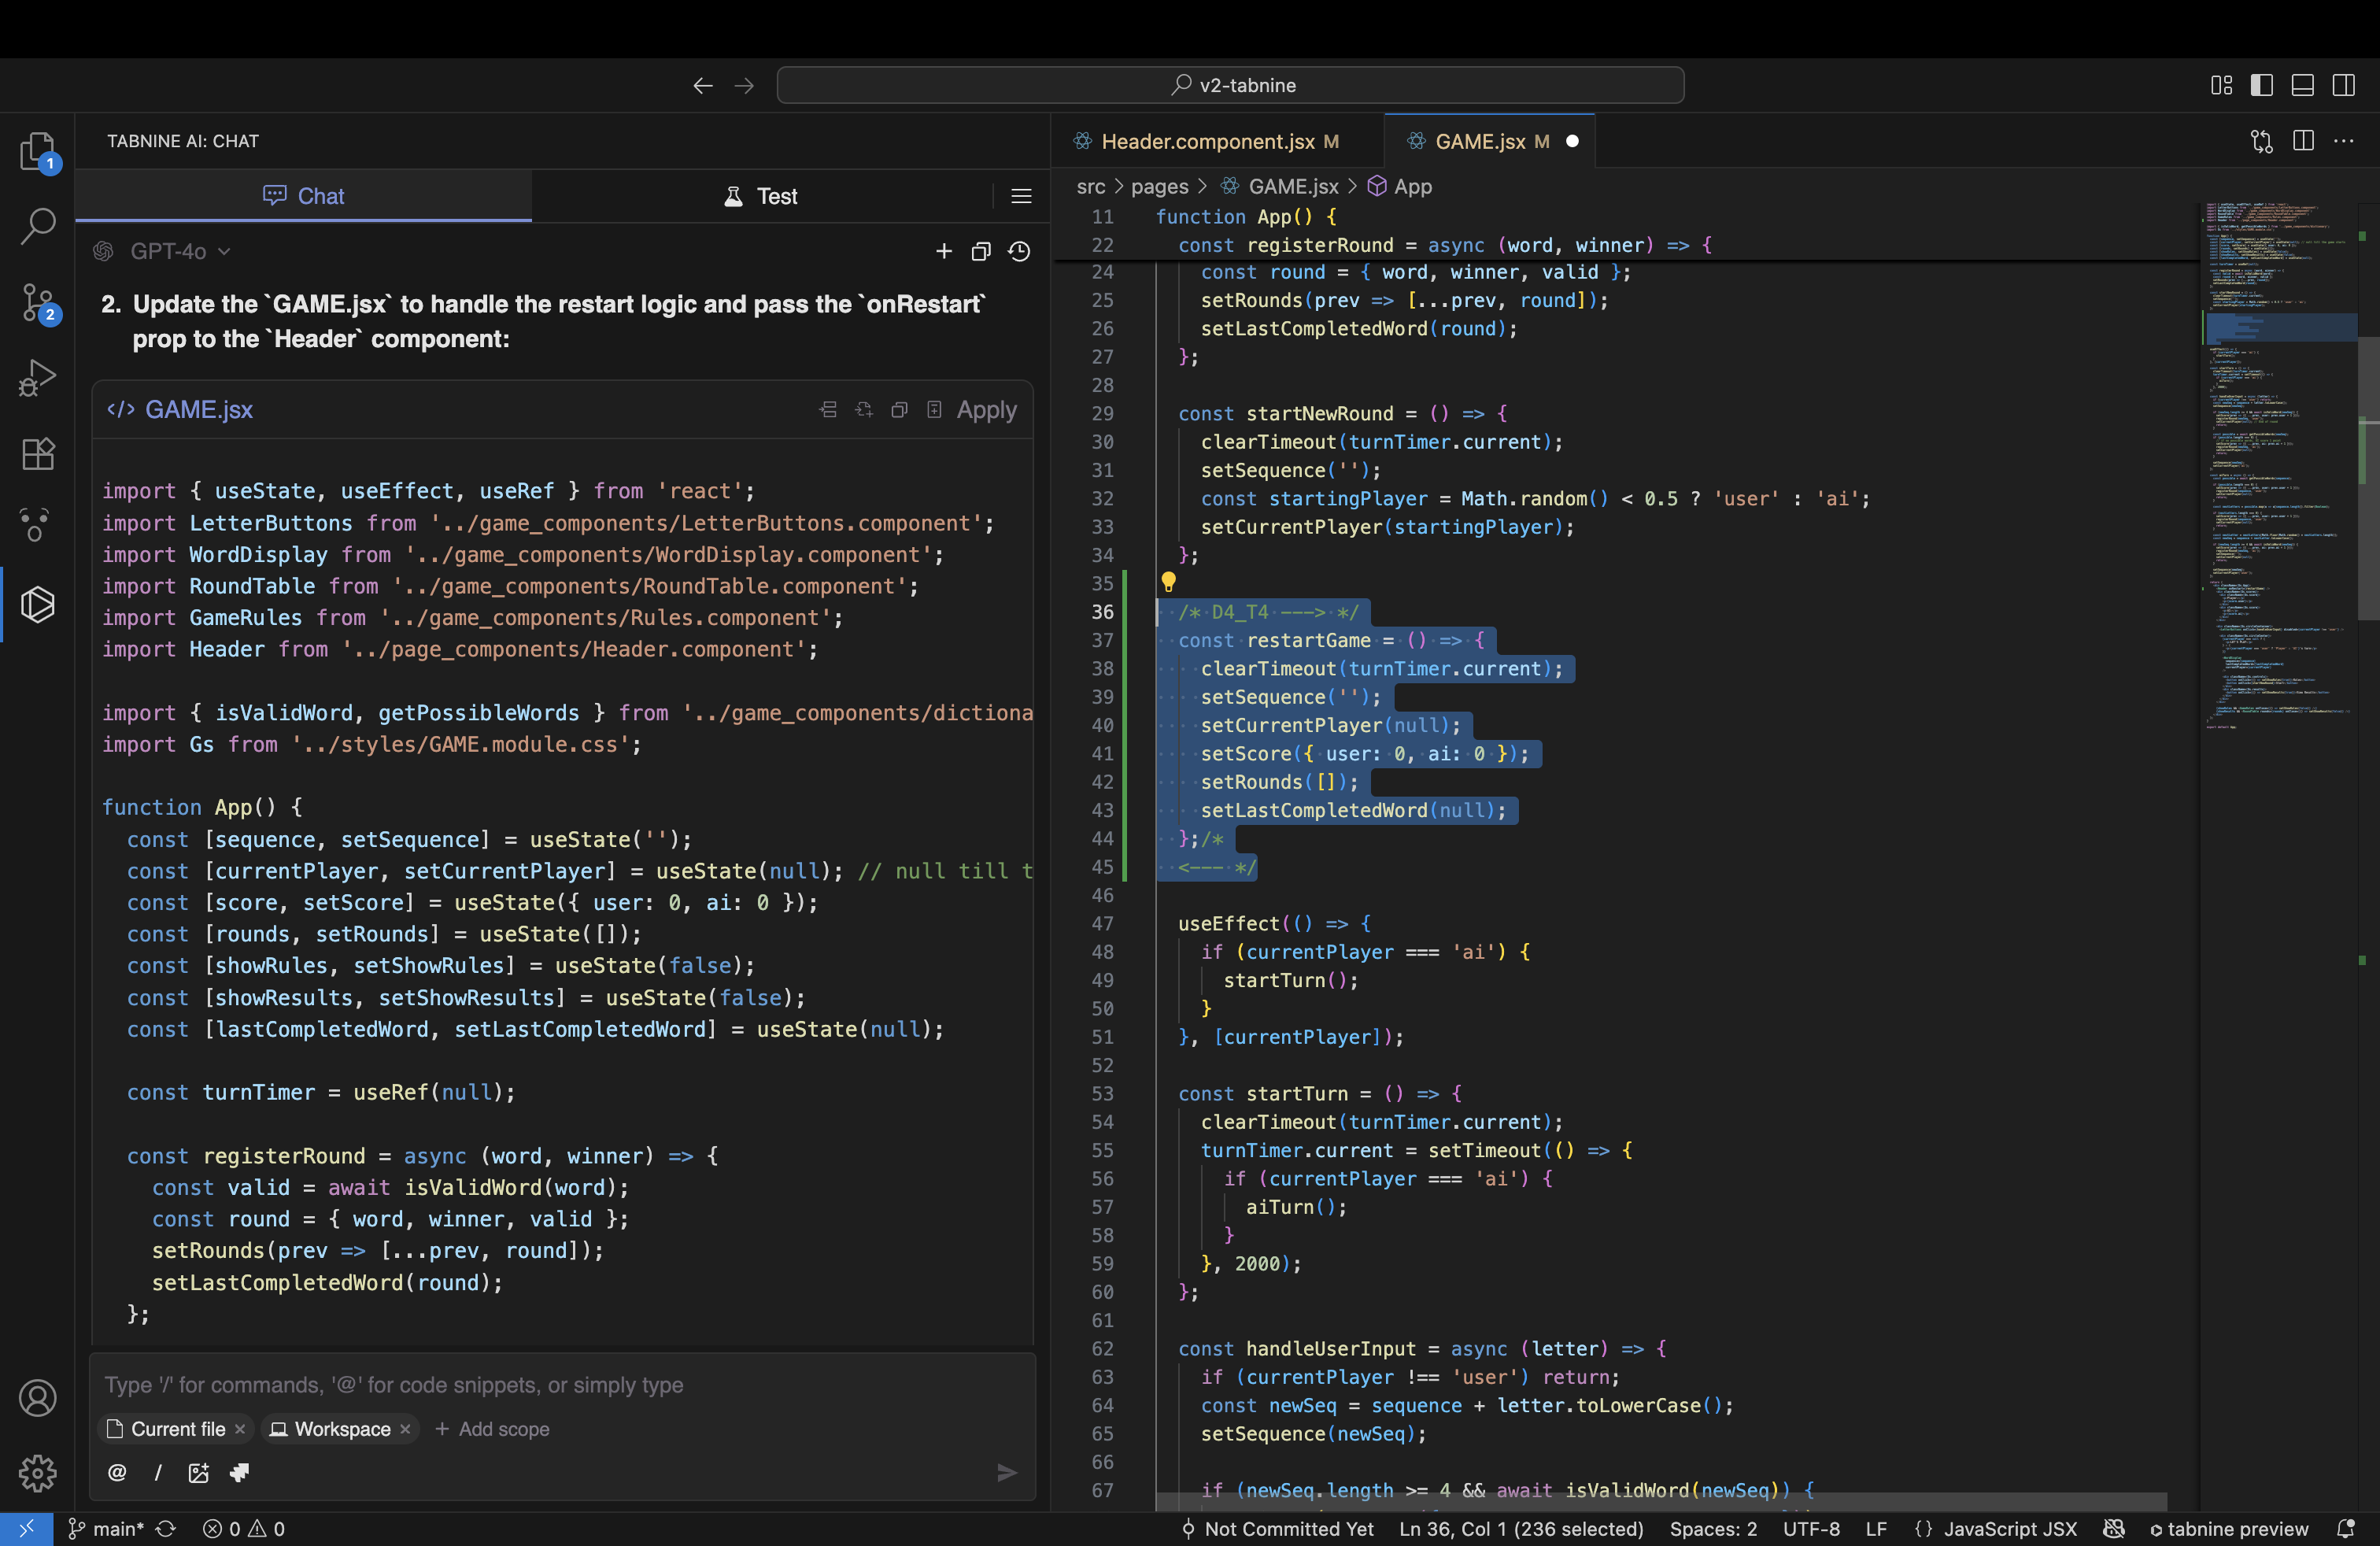 v2-tabnine
TABNINE AI: CHAT
Chat
Test
GPT-4o
2. Update the `GAME.jsx` to handle the restart logic and pass the `onRestart`
prop to the `Header` component:
</> GAME.jsx
Apply
import { useState, useEffect, useRef } from 'react';
import LetterButtons from '../game_components/LetterButtons.component';
import WordDisplay from '../game_components/WordDisplay.component';
import RoundTable from '../game_components/RoundTable.component';
import GameRules from '../game_components/Rules.component';
import Header from '../page_components/Header.component';
import { isValidWord, getPossibleWords } from '../game_components/dictiona
import Gs from '../styles/GAME.module.css';
function App() {
const [sequence, setSequence] = useState('');
const [currentPlayer, setCurrentPlayer] = useState(null); // null till t
const [score, setScore] = useState({ user: 0, ai: 0 });
const [rounds, setRounds] = useState([]);
const [showRules, setShowRules] = useState(false);
const [showResults, setShowResults] = useState(false);
const [lastCompletedWord, setLastCompletedWord] = useState(null);
const turnTimer = useRef(null);
const registerRound = async (word, winner) => {
const valid = await isValidWord(word);
const round = { word, winner, valid };
setRounds(prev => [...prev, round]);
setLastCompletedWord(round);
};
Type '/' for commands, '@' for code snippets, or simply type
Current file × Workspace × + Add scope
@ /
Header.component.jsx M
GAME.jsx M
src > pages > GAME.jsx > App
11 function App() {
22 const registerRound = async (word, winner) => {
24 const round = { word, winner, valid };
25 setRounds(prev => [...prev, round]);
26 setLastCompletedWord(round);
27 };
28
29 const startNewRound = () => {
30 clearTimeout(turnTimer.current);
31 setSequence('');
32 const startingPlayer = Math.random() < 0.5 ? 'user' : 'ai';
33 setCurrentPlayer(startingPlayer);
34 };
35
36 /* D4_T4 ---> */
37 const restartGame = () => {
38 clearTimeout(turnTimer.current);
39 setSequence('');
40 setCurrentPlayer(null);
41 setScore({ user: 0, ai: 0 });
42 setRounds([]);
43 setLastCompletedWord(null);
44 };/*
45 <--- */
46
47 useEffect(() => {
48 if (currentPlayer === 'ai') {
49 startTurn();
50 }
51 }, [currentPlayer]);
52
53 const startTurn = () => {
54 clearTimeout(turnTimer.current);
55 turnTimer.current = setTimeout(() => {
56 if (currentPlayer === 'ai') {
57 aiTurn();
58 }
59 }, 2000);
60 };
61
62 const handleUserInput = async (letter) => {
63 if (currentPlayer !== 'user') return;
64 const newSeq = sequence + letter.toLowerCase();
65 setSequence(newSeq);
66
67 if (newSeq.length >= 4 && await isValidWord(newSeq)) {
1
2
main* 0 0
Not Committed Yet Ln 36, Col 1 (236 selected) Spaces: 2 UTF-8 LF {} JavaScript JSX tabnine preview